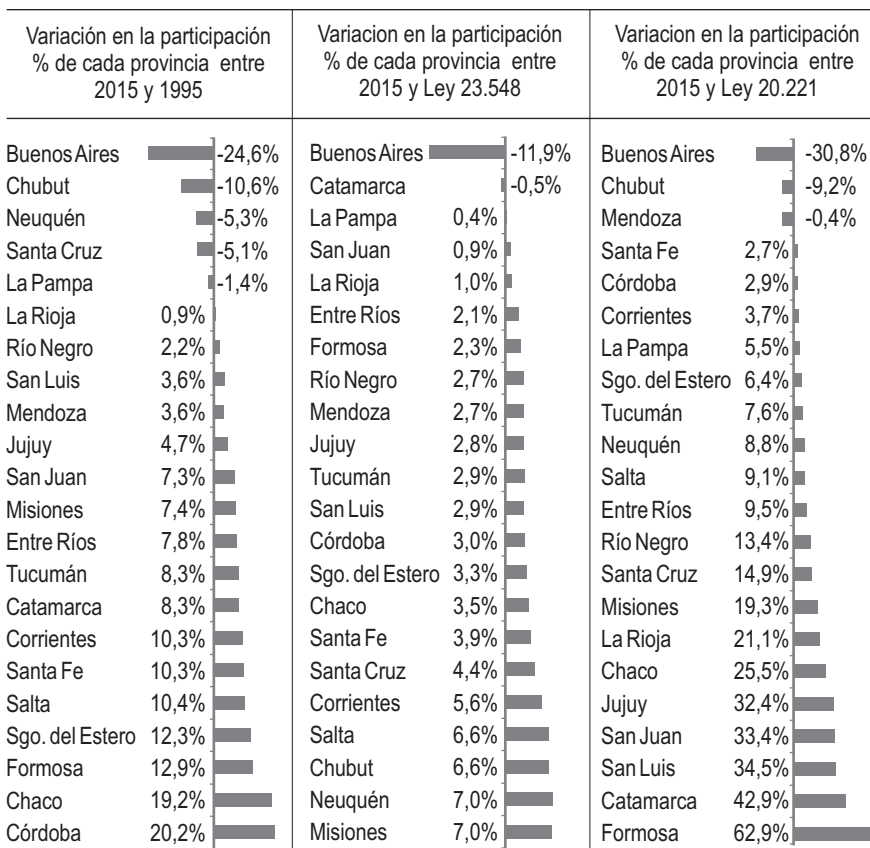 Variación en la participación
% de cada provincia entre
2015 y 1995
Buenos Aires -24,6%
Chubut -10,6%
Neuquén -5,3%
Santa Cruz -5,1%
La Pampa -1,4%
La Rioja 0,9%
Río Negro 2,2%
San Luis 3,6%
Mendoza 3,6%
Jujuy 4,7%
San Juan 7,3%
Misiones 7,4%
Entre Ríos 7,8%
Tucumán 8,3%
Catamarca 8,3%
Corrientes 10,3%
Santa Fe 10,3%
Salta 10,4%
Sgo. del Estero 12,3%
Formosa 12,9%
Chaco 19,2%
Córdoba 20,2%
Variacion en la participación
% de cada provincia entre
2015 y Ley 23.548
Buenos Aires -11,9%
Catamarca -0,5%
La Pampa 0,4%
San Juan 0,9%
La Rioja 1,0%
Entre Ríos 2,1%
Formosa 2,3%
Río Negro 2,7%
Mendoza 2,7%
Jujuy 2,8%
Tucumán 2,9%
San Luis 2,9%
Córdoba 3,0%
Sgo. del Estero 3,3%
Chaco 3,5%
Santa Fe 3,9%
Santa Cruz 4,4%
Corrientes 5,6%
Salta 6,6%
Chubut 6,6%
Neuquén 7,0%
Misiones 7,0%
Variacion en la participación
% de cada provincia entre
2015 y Ley 20.221
Buenos Aires -30,8%
Chubut -9,2%
Mendoza -0,4%
Santa Fe 2,7%
Córdoba 2,9%
Corrientes 3,7%
La Pampa 5,5%
Sgo. del Estero 6,4%
Tucumán 7,6%
Neuquén 8,8%
Salta 9,1%
Entre Ríos 9,5%
Río Negro 13,4%
Santa Cruz 14,9%
Misiones 19,3%
La Rioja 21,1%
Chaco 25,5%
Jujuy 32,4%
San Juan 33,4%
San Luis 34,5%
Catamarca 42,9%
Formosa 62,9%